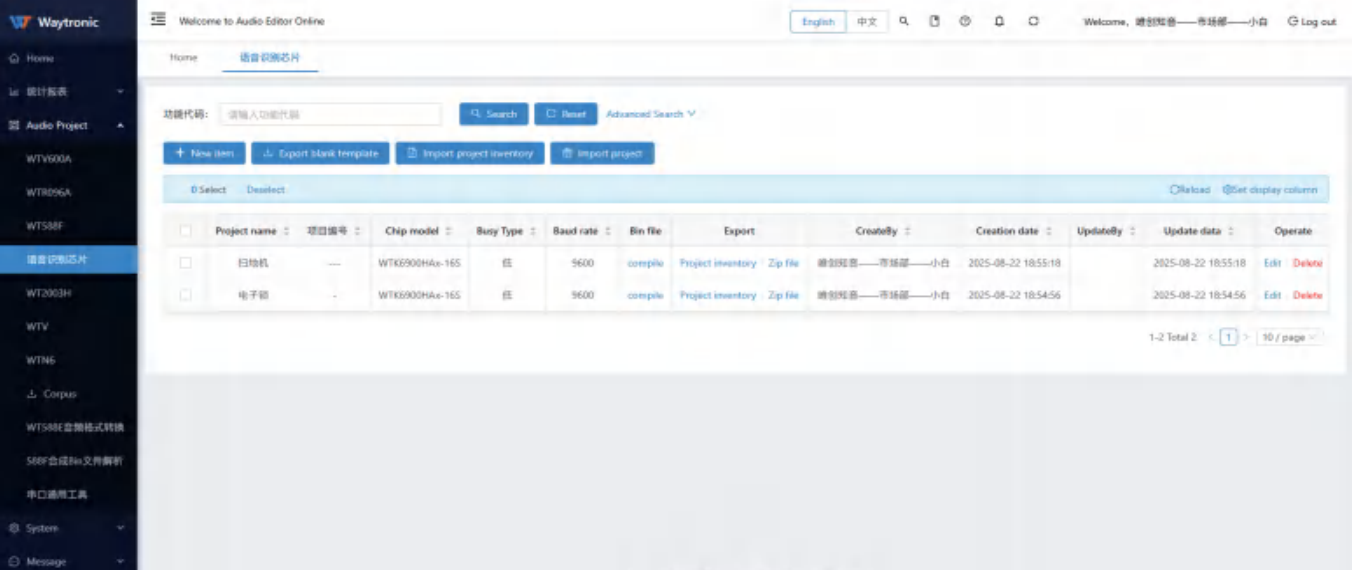 Waytronic
Welcome to Audio Editor Online
English 中文
Welcome, 唯创知音——市场部——小白 Log out
Home
统计报表
Audio Project
WTV600A
WTR096A
WT588F
语音识别芯片
WT2003H
WTV
WTN6
Corpus
WT588E音频格式转换
588F合成Bin文件解析
串口通用工具
System
Message
Home 语音识别芯片
功能代码: 请输入功能代码 Search Reset Advanced Search
New item Export blank template Import project inventory Import project
0 Select Deselect Reload Set display column
Project name 项目编号 Chip model Busy Type Baud rate Bin file Export CreateBy Creation date UpdateBy Update data Operate
扫地机 --- WTK6900HAx-16S 低 9600 compile Project inventory Zip file 唯创知音——市场部——小白 2025-08-22 18:55:18 2025-08-22 18:55:18 Edit Delete
电子锁 - WTK6900HAx-16S 低 9600 compile Project inventory Zip file 唯创知音——市场部——小白 2025-08-22 18:54:56 2025-08-22 18:54:56 Edit Delete
1-2 Total 2 < 1 > 10 / page